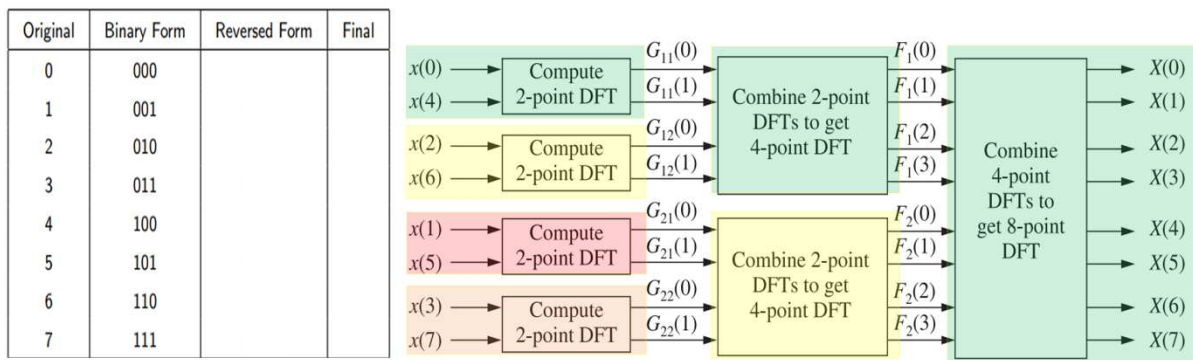 Original Binary Form Reversed Form Final
0 000
1 001
2 010
3 011
4 100
5 101
6 110
7 111
x(0)
x(4)
x(2)
x(6)
x(1)
x(5)
x(3)
x(7)
Compute
2-point DFT
Compute
2-point DFT
Compute
2-point DFT
Compute
2-point DFT
G₁₁(0)
G₁₁(1)
G₁₂(0)
G₁₂(1)
G₂₁(0)
G₂₁(1)
G₂₂(0)
G₂₂(1)
Combine 2-point
DFTs to get
4-point DFT
Combine 2-point
DFTs to get
4-point DFT
F₁(0)
F₁(1)
F₁(2)
F₁(3)
F₂(0)
F₂(1)
F₂(2)
F₂(3)
Combine
4-point
DFTs to
get 8-point
DFT
X(0)
X(1)
X(2)
X(3)
X(4)
X(5)
X(6)
X(7)